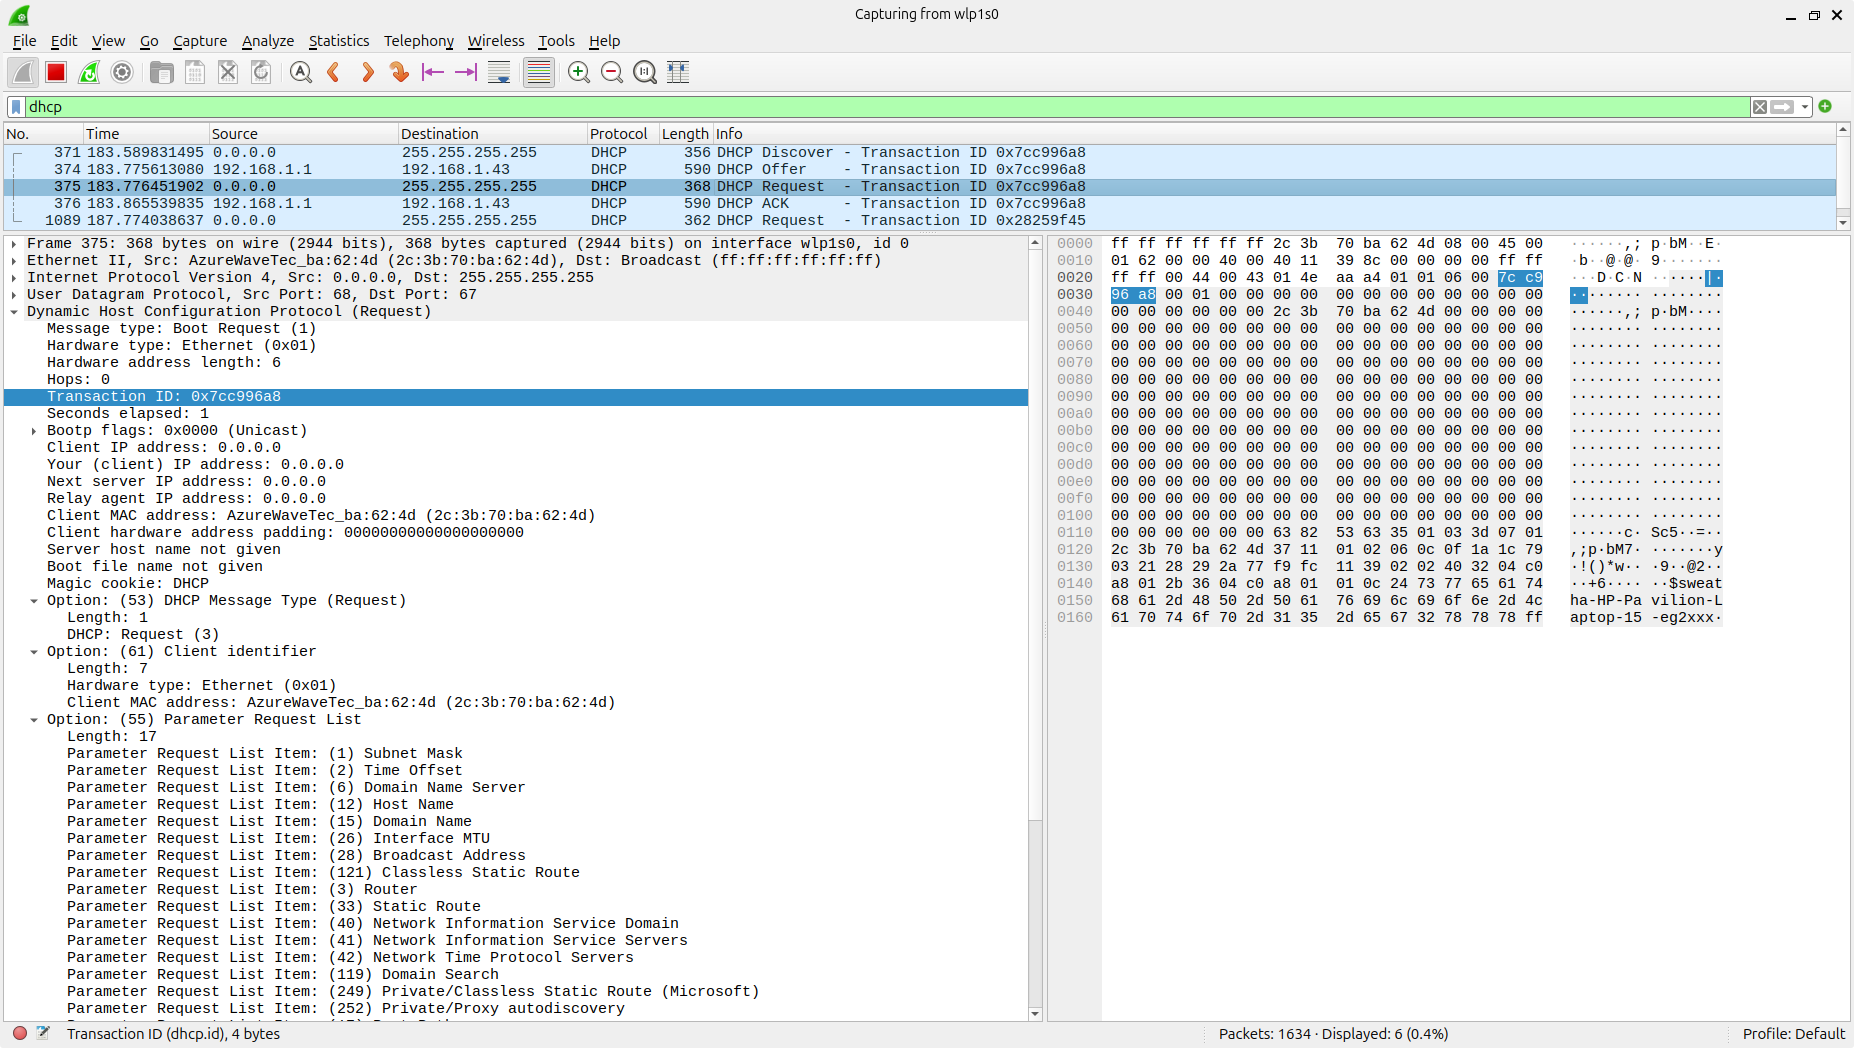 Capturing from wlp1s0
File Edit View Go Capture Analyze Statistics Telephony Wireless Tools Help
dhcp
No. Time Source Destination Protocol Length Info
371 183.589831495 0.0.0.0 255.255.255.255 DHCP 356 DHCP Discover - Transaction ID 0x7cc996a8
374 183.775613080 192.168.1.1 192.168.1.43 DHCP 590 DHCP Offer - Transaction ID 0x7cc996a8
375 183.776451902 0.0.0.0 255.255.255.255 DHCP 368 DHCP Request - Transaction ID 0x7cc996a8
376 183.865539835 192.168.1.1 192.168.1.43 DHCP 590 DHCP ACK - Transaction ID 0x7cc996a8
1089 187.774038637 0.0.0.0 255.255.255.255 DHCP 362 DHCP Request - Transaction ID 0x28259f45
Frame 375: 368 bytes on wire (2944 bits), 368 bytes captured (2944 bits) on interface wlp1s0, id 0
Ethernet II, Src: AzureWaveTec_ba:62:4d (2c:3b:70:ba:62:4d), Dst: Broadcast (ff:ff:ff:ff:ff:ff)
Internet Protocol Version 4, Src: 0.0.0.0, Dst: 255.255.255.255
User Datagram Protocol, Src Port: 68, Dst Port: 67
Dynamic Host Configuration Protocol (Request)
Message type: Boot Request (1)
Hardware type: Ethernet (0x01)
Hardware address length: 6
Hops: 0
Transaction ID: 0x7cc996a8
Seconds elapsed: 1
Bootp flags: 0x0000 (Unicast)
Client IP address: 0.0.0.0
Your (client) IP address: 0.0.0.0
Next server IP address: 0.0.0.0
Relay agent IP address: 0.0.0.0
Client MAC address: AzureWaveTec_ba:62:4d (2c:3b:70:ba:62:4d)
Client hardware address padding: 00000000000000000000
Server host name not given
Boot file name not given
Magic cookie: DHCP
Option: (53) DHCP Message Type (Request)
Length: 1
DHCP: Request (3)
Option: (61) Client identifier
Length: 7
Hardware type: Ethernet (0x01)
Client MAC address: AzureWaveTec_ba:62:4d (2c:3b:70:ba:62:4d)
Option: (55) Parameter Request List
Length: 17
Parameter Request List Item: (1) Subnet Mask
Parameter Request List Item: (2) Time Offset
Parameter Request List Item: (6) Domain Name Server
Parameter Request List Item: (12) Host Name
Parameter Request List Item: (15) Domain Name
Parameter Request List Item: (26) Interface MTU
Parameter Request List Item: (28) Broadcast Address
Parameter Request List Item: (121) Classless Static Route
Parameter Request List Item: (3) Router
Parameter Request List Item: (33) Static Route
Parameter Request List Item: (40) Network Information Service Domain
Parameter Request List Item: (41) Network Information Service Servers
Parameter Request List Item: (42) Network Time Protocol Servers
Parameter Request List Item: (119) Domain Search
Parameter Request List Item: (249) Private/Classless Static Route (Microsoft)
Parameter Request List Item: (252) Private/Proxy autodiscovery
0000 ff ff ff ff ff ff 2c 3b 70 ba 62 4d 08 00 45 00 ······,; p·bM··E·
0010 01 62 00 00 40 00 40 11 39 8c 00 00 00 00 ff ff ·b··@·@· 9·······
0020 ff ff 00 44 00 43 01 4e aa a4 01 01 06 00 7c c9 ···D·C·N ······|·
0030 96 a8 00 01 00 00 00 00 00 00 00 00 00 00 00 00 ········ ········
0040 00 00 00 00 00 00 2c 3b 70 ba 62 4d 00 00 00 00 ······,; p·bM····
0050 00 00 00 00 00 00 00 00 00 00 00 00 00 00 00 00 ········ ········
0060 00 00 00 00 00 00 00 00 00 00 00 00 00 00 00 00 ········ ········
0070 00 00 00 00 00 00 00 00 00 00 00 00 00 00 00 00 ········ ········
0080 00 00 00 00 00 00 00 00 00 00 00 00 00 00 00 00 ········ ········
0090 00 00 00 00 00 00 00 00 00 00 00 00 00 00 00 00 ········ ········
00a0 00 00 00 00 00 00 00 00 00 00 00 00 00 00 00 00 ········ ········
00b0 00 00 00 00 00 00 00 00 00 00 00 00 00 00 00 00 ········ ········
00c0 00 00 00 00 00 00 00 00 00 00 00 00 00 00 00 00 ········ ········
00d0 00 00 00 00 00 00 00 00 00 00 00 00 00 00 00 00 ········ ········
00e0 00 00 00 00 00 00 00 00 00 00 00 00 00 00 00 00 ········ ········
00f0 00 00 00 00 00 00 00 00 00 00 00 00 00 00 00 00 ········ ········
0100 00 00 00 00 00 00 00 00 00 00 00 00 00 00 00 00 ········ ········
0110 00 00 00 00 00 00 63 82 53 63 35 01 03 3d 07 01 ······c· Sc5··=··
0120 2c 3b 70 ba 62 4d 37 11 01 02 06 0c 0f 1a 1c 79 ,;p·bM7· ·······y
0130 03 21 28 29 2a 77 f9 fc 11 39 02 02 40 32 04 c0 ·!()*w·· ·9··@2··
0140 a8 01 2b 36 04 c0 a8 01 01 0c 24 73 77 65 61 74 ··+6···· ··$sweat
0150 68 61 2d 48 50 2d 50 61 76 69 6c 69 6f 6e 2d 4c ha-HP-Pa vilion-L
0160 61 70 74 6f 70 2d 31 35 2d 65 67 32 78 78 78 ff aptop-15 -eg2xxx·
Transaction ID (dhcp.id), 4 bytes
Packets: 1634 · Displayed: 6 (0.4%)
Profile: Default